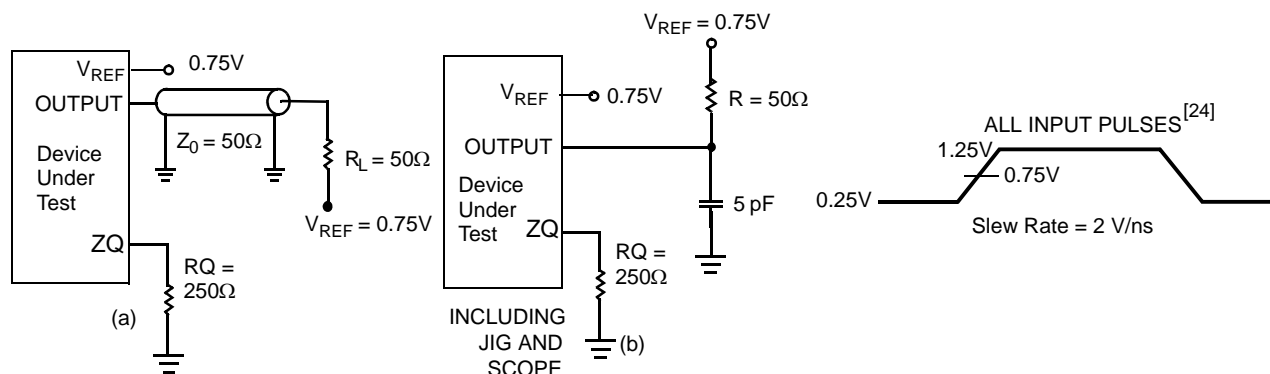 V_REF
0.75V
OUTPUT
Z_0 = 50Ω
Device
Under
Test
R_L = 50Ω
V_REF = 0.75V
ZQ
RQ =
250Ω
(a)
V_REF = 0.75V
R = 50Ω
V_REF
0.75V
OUTPUT
Device
Under
Test
5 pF
ZQ
RQ =
250Ω
INCLUDING
JIG AND
SCOPE
(b)
ALL INPUT PULSES[24]
1.25V
0.75V
0.25V
Slew Rate = 2 V/ns